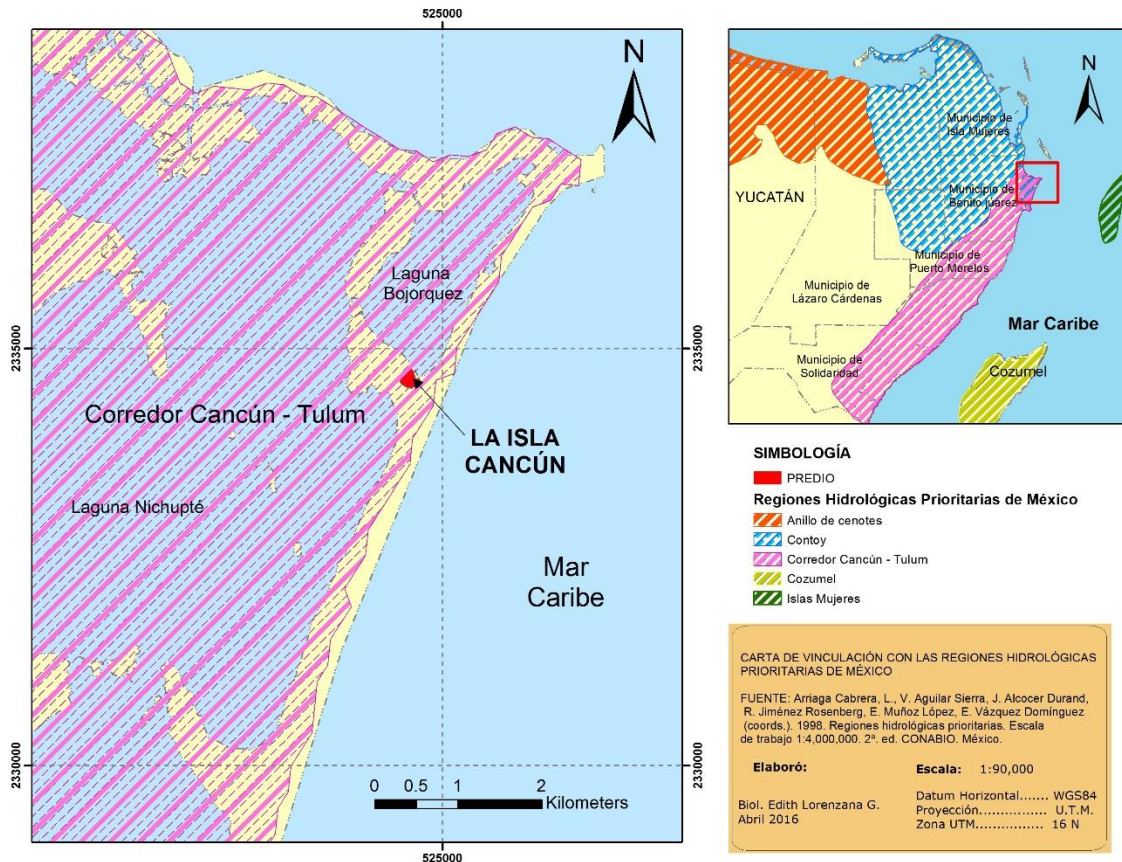 525000
N
Laguna
Bojorquez
2335000
2335000
Corredor Cancún - Tulum
LA ISLA
CANCÚN
Laguna Nichupté
Mar
Caribe
2330000
2330000
0 0.5 1 2
Kilometers
525000
N
Municipio de
Isla Mujeres
YUCATÁN
Municipio de
Benito juárez
Municipio de
Puerto Morelos
Municipio de
Lázaro Cárdenas
Mar Caribe
Municipio de
Solidaridad
Cozumel
SIMBOLOGÍA
PREDIO
Regiones Hidrológicas Prioritarias de México
Anillo de cenotes
Contoy
Corredor Cancún - Tulum
Cozumel
Islas Mujeres
CARTA DE VINCULACIÓN CON LAS REGIONES HIDROLÓGICAS
PRIORITARIAS DE MÉXICO
FUENTE: Arriaga Cabrera, L., V. Aguilar Sierra, J. Alcocer Durand,
R. Jiménez Rosenberg, E. Muñoz López, E. Vázquez Domínguez
(coords.). 1998. Regiones hidrológicas prioritarias. Escala
de trabajo 1:4,000,000. 2ª. ed. CONABIO. México.
Elaboró:
Biol. Edith Lorenzana G.
Abril 2016
Escala: 1:90,000
Datum Horizontal....... WGS84
Proyección............... U.T.M.
Zona UTM................ 16 N